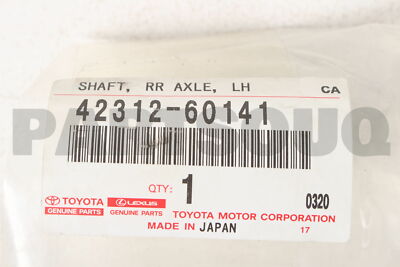 SHAFT, RR AXLE, LH CA
42312-60141
PARTSOUQ
QTY: 1 0320
TOYOTA LEXUS
GENUINE PARTS GENUINE PARTS TOYOTA MOTOR CORPORATION
MADE IN JAPAN 17